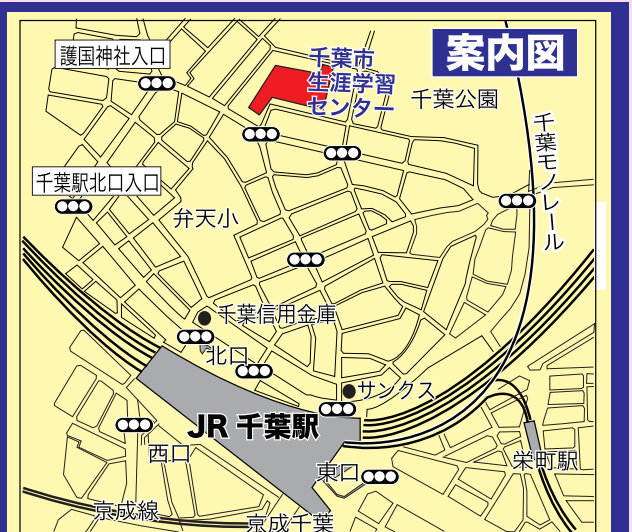 案内図
護国神社入口
千葉市
生涯学習
センター
千葉公園
千葉モノレール
千葉駅北口入口
弁天小
千葉信用金庫
北口
サンクス
JR 千葉駅
西口
東口
栄町駅
京成線
京成千葉